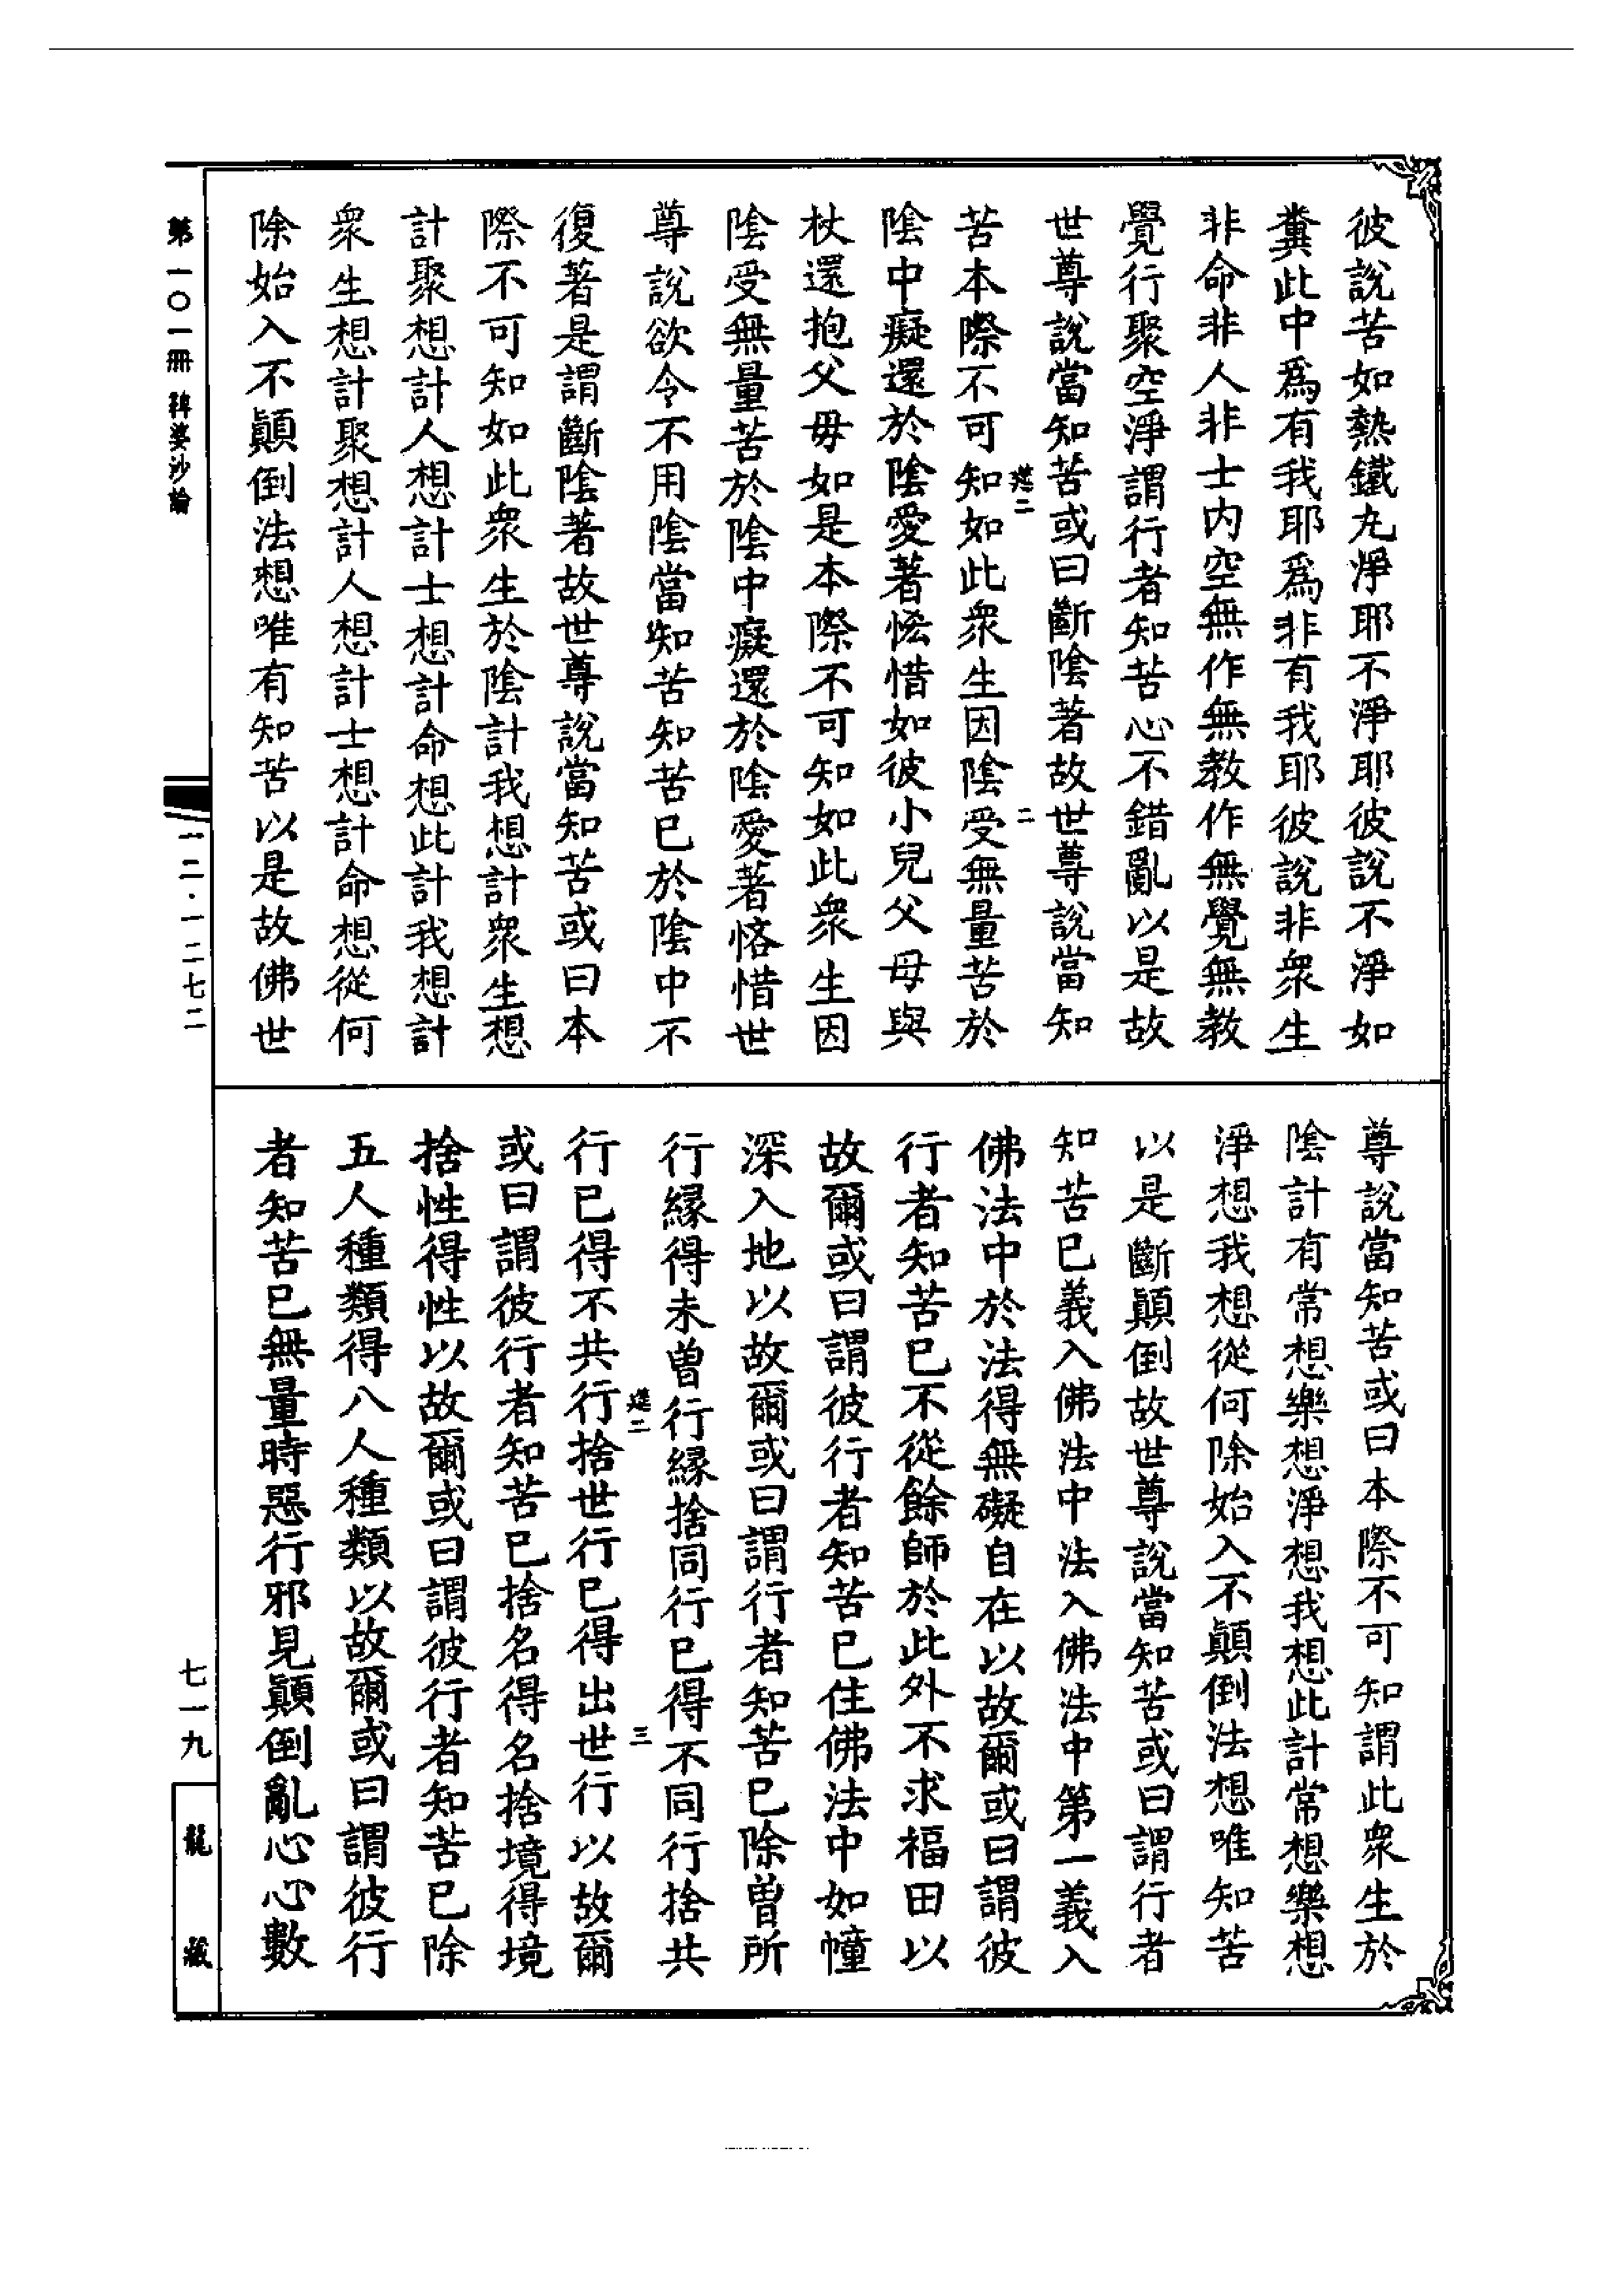 彼說苦如熱鐵丸淨耶不淨耶彼說不淨如
糞此中爲有我耶爲非有我耶彼說非衆生
非命非人非士内空無作無教作無覺無教
覺行聚空淨謂行者知苦心不錯亂以是故
世尊說當知苦或曰斷陰著故世尊說當知
二
苦本際不可知如此衆生因陰受無量苦於
陰中癡還於陰愛著悋惜如彼小兒父母與
杖還抱父母如是本際不可知如此衆生因
陰受無量苦於陰中癡還於陰愛著悋惜世
尊說欲令不用陰當知苦知苦已於陰中不
復著是謂斷陰著故世尊說當知苦或曰本
際不可知如此衆生於陰計我想計衆生想
計聚想計人想計士想計命想此計我想計
衆生想計聚想計人想計士想計命想從何
除始入不顛倒法想唯有知苦以是故佛世
尊說當知苦或曰本際不可知謂此衆生於
陰計有常想樂想淨想我想此計常想樂想
淨想我想從何除始入不顛倒法想唯知苦
以是斷顛倒故世尊說當知苦或曰謂行者
知苦已義入佛法中法入佛法中第一義入
佛法中於法得無礙自在以故爾或曰謂彼
行者知苦已不從餘師於此外不求福田以
故爾或曰謂彼行者知苦已住佛法中如幢
深入地以故爾或曰謂行者知苦已除曾所
行緣得未曾行緣捨同行已得不同行捨共
三
行已得不共行捨世行已得出世行以故爾
或曰謂彼行者知苦已捨名得名捨境得境
捨性得性以故爾或曰謂彼行者知苦已除
五人種類得八人種類以故爾或曰謂彼行
者知苦已無量時惡行邪見顛倒亂心心數
第一〇一冊 鞞婆沙論
一二·一二七二
七一九
龍藏